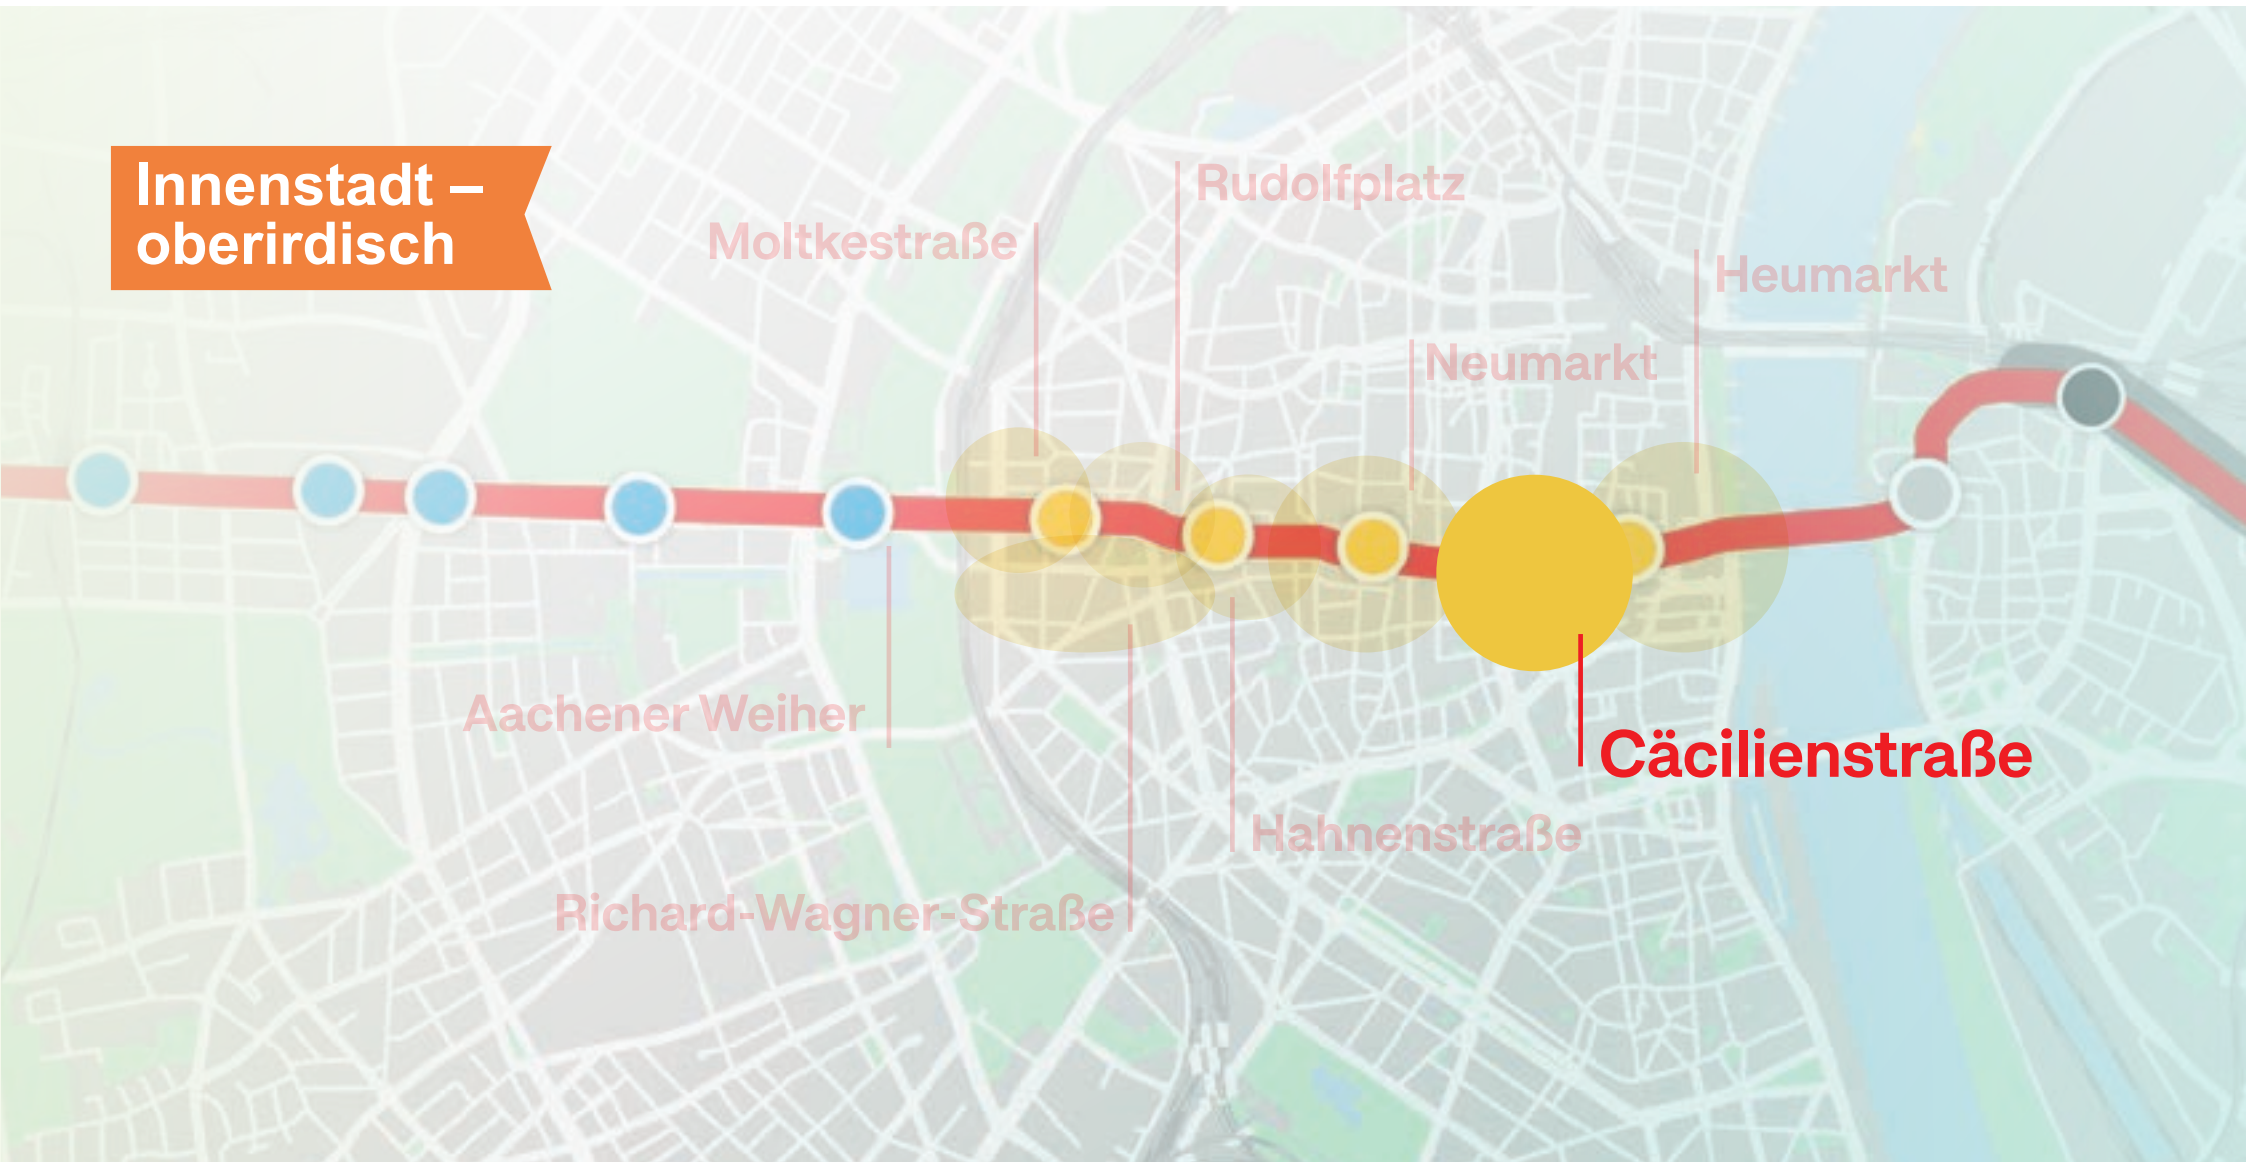 Innenstadt –
oberirdisch
Rudolfplatz
Moltkestraße
Heumarkt
Neumarkt
Aachener Weiher
Cäcilienstraße
Hahnenstraße
Richard-Wagner-Straße